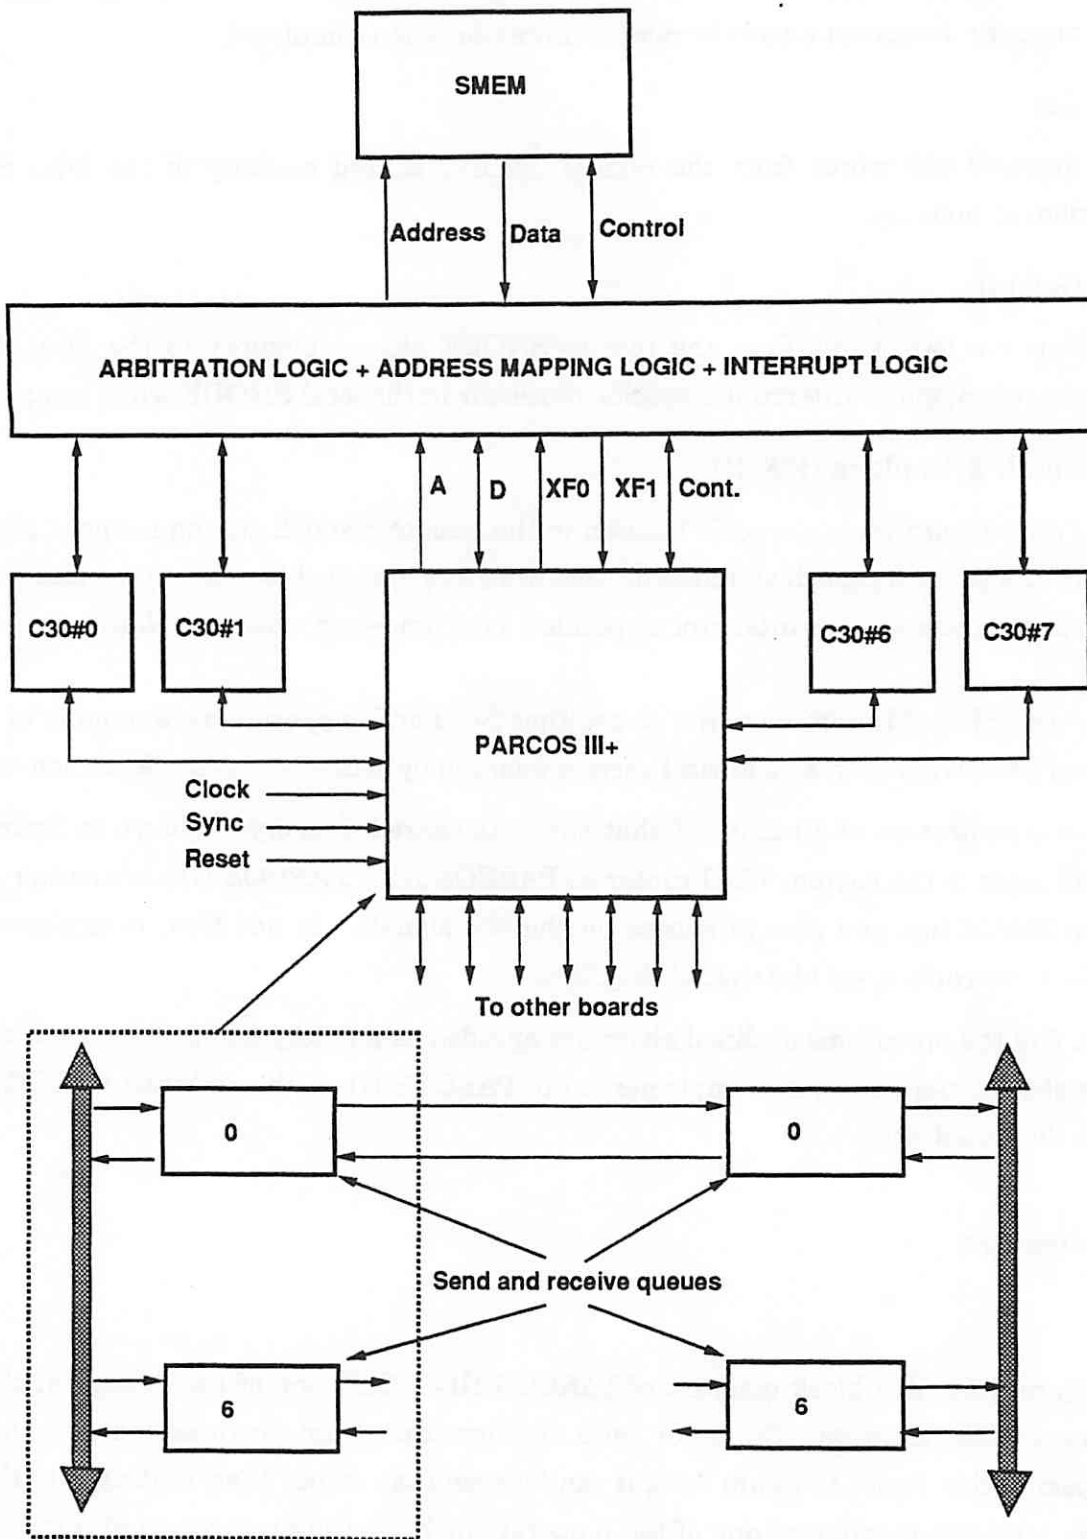 SMEM
Address
Data
Control
ARBITRATION LOGIC + ADDRESS MAPPING LOGIC + INTERRUPT LOGIC
A
D
XF0
XF1
Cont.
C30#0
C30#1
C30#6
C30#7
PARCOS III+
Clock
Sync
Reset
To other boards
0
0
Send and receive queues
6
6